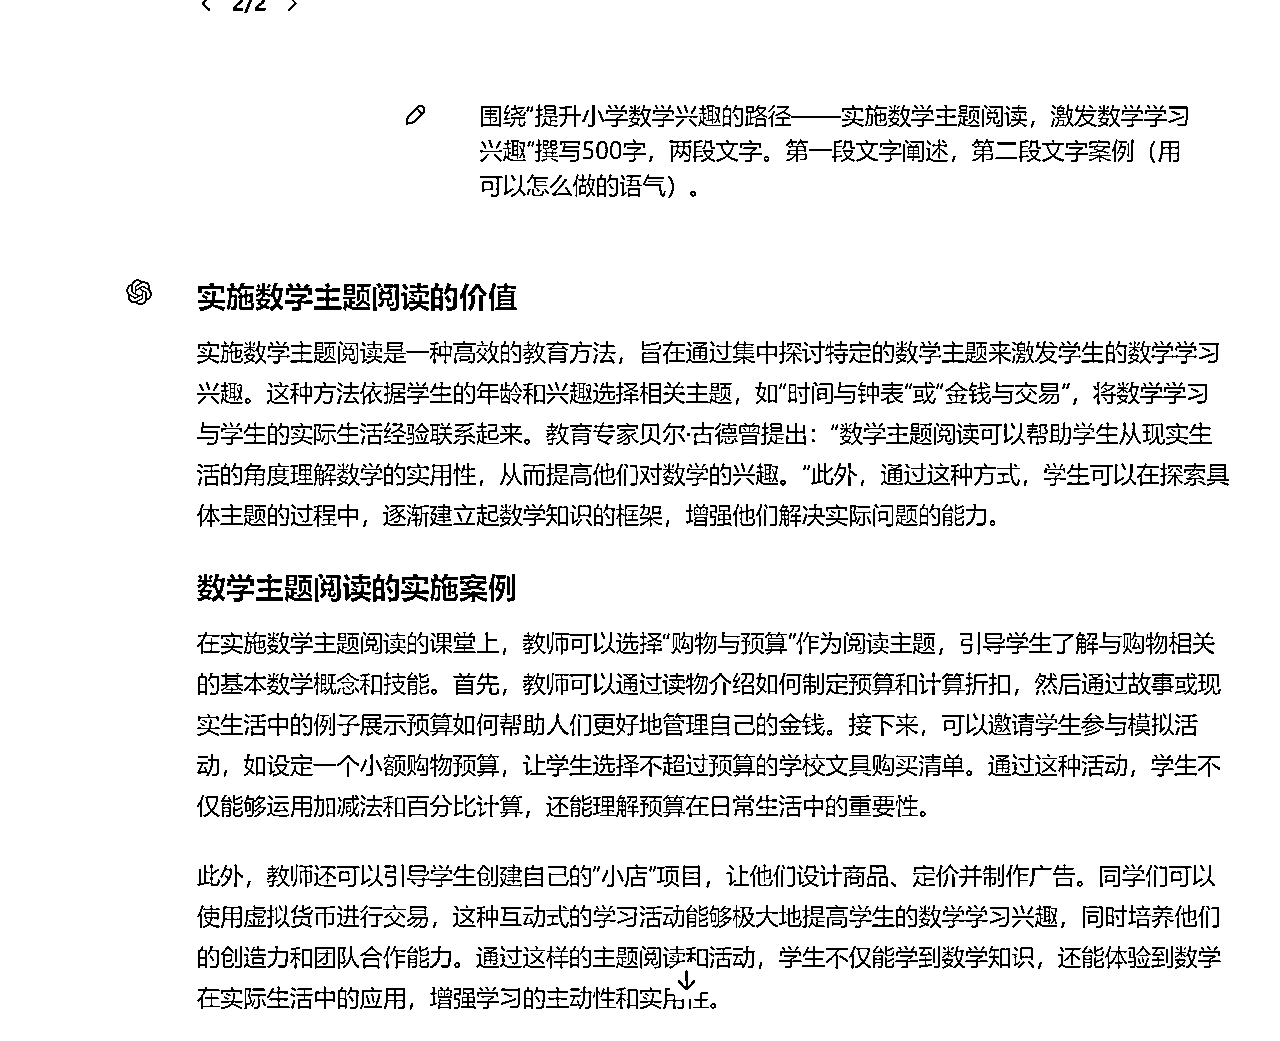 2/2
围绕“提升小学数学兴趣的路径——实施数学主题阅读，激发数学学习
兴趣”撰写500字，两段文字。第一段文字阐述，第二段文字案例（用
可以怎么做的语气）。
实施数学主题阅读的价值
实施数学主题阅读是一种高效的教育方法，旨在通过集中探讨特定的数学主题来激发学生的数学学习
兴趣。这种方法依据学生的年龄和兴趣选择相关主题，如“时间与钟表”或“金钱与交易”，将数学学习
与学生的实际生活经验联系起来。教育专家贝尔·古德曾提出：“数学主题阅读可以帮助学生从现实生
活的角度理解数学的实用性，从而提高他们对数学的兴趣。”此外，通过这种方式，学生可以在探索具
体主题的过程中，逐渐建立起数学知识的框架，增强他们解决实际问题的能力。
数学主题阅读的实施案例
在实施数学主题阅读的课堂上，教师可以选择“购物与预算”作为阅读主题，引导学生了解与购物相关
的基本数学概念和技能。首先，教师可以通过读物介绍如何制定预算和计算折扣，然后通过故事或现
实生活中的例子展示预算如何帮助人们更好地管理自己的金钱。接下来，可以邀请学生参与模拟活
动，如设定一个小额购物预算，让学生选择不超过预算的学校文具购买清单。通过这种活动，学生不
仅能够运用加减法和百分比计算，还能理解预算在日常生活中的重要性。
此外，教师还可以引导学生创建自己的“小店”项目，让他们设计商品、定价并制作广告。同学们可以
使用虚拟货币进行交易，这种互动式的学习活动能够极大地提高学生的数学学习兴趣，同时培养他们
的创造力和团队合作能力。通过这样的主题阅读和活动，学生不仅能学到数学知识，还能体验到数学
在实际生活中的应用，增强学习的主动性和实用性。